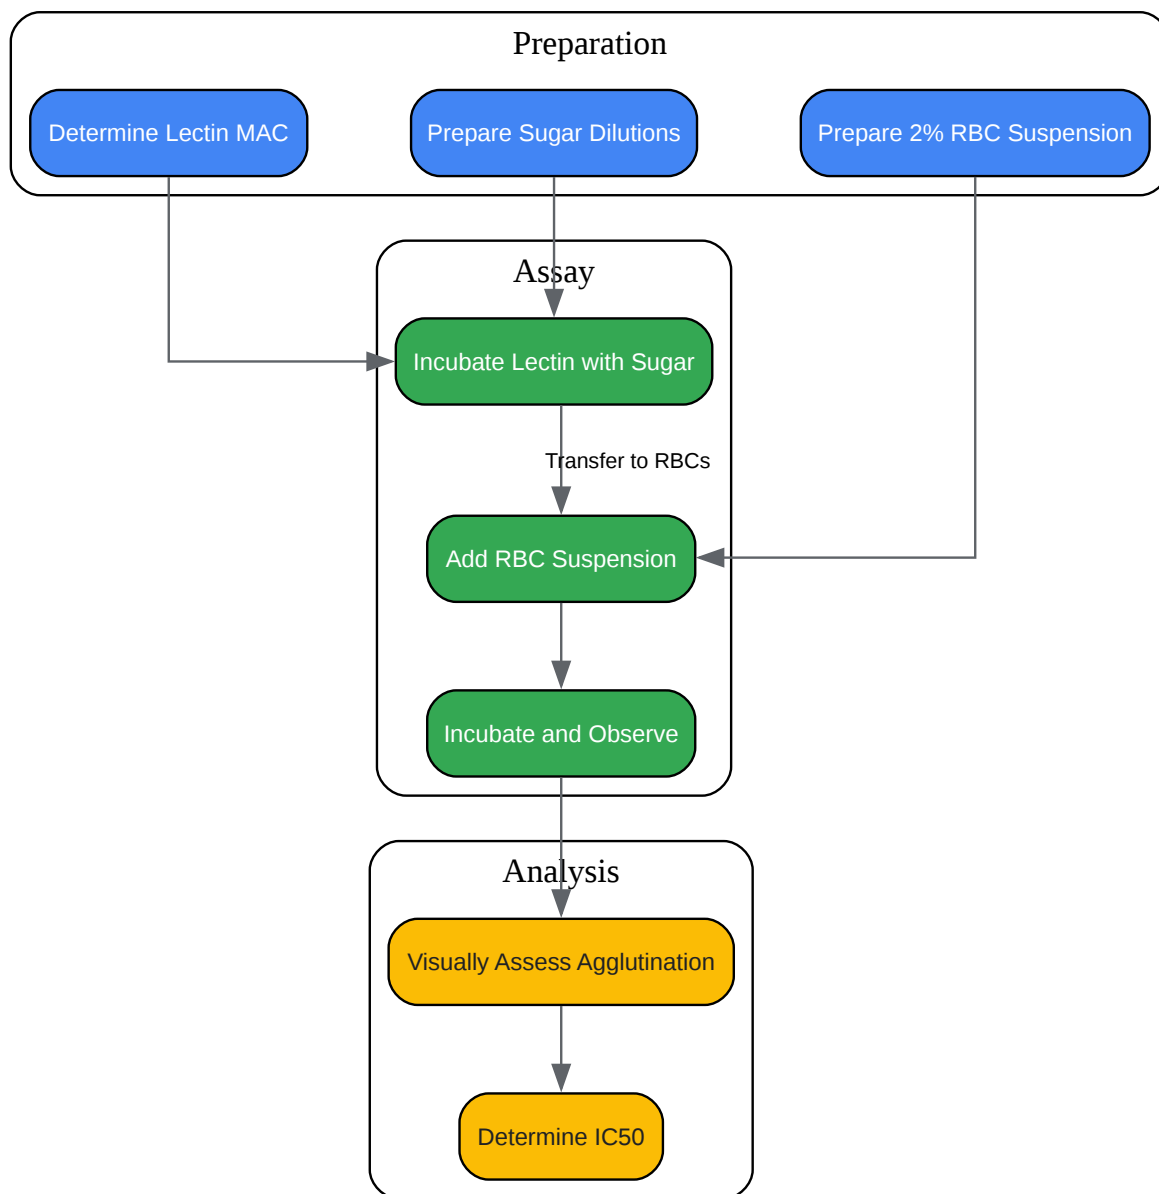 Preparation
Determine Lectin MAC
Prepare Sugar Dilutions
Prepare 2% RBC Suspension
Assay
Incubate Lectin with Sugar
Transfer to RBCs
Add RBC Suspension
Incubate and Observe
Analysis
Visually Assess Agglutination
Determine IC50